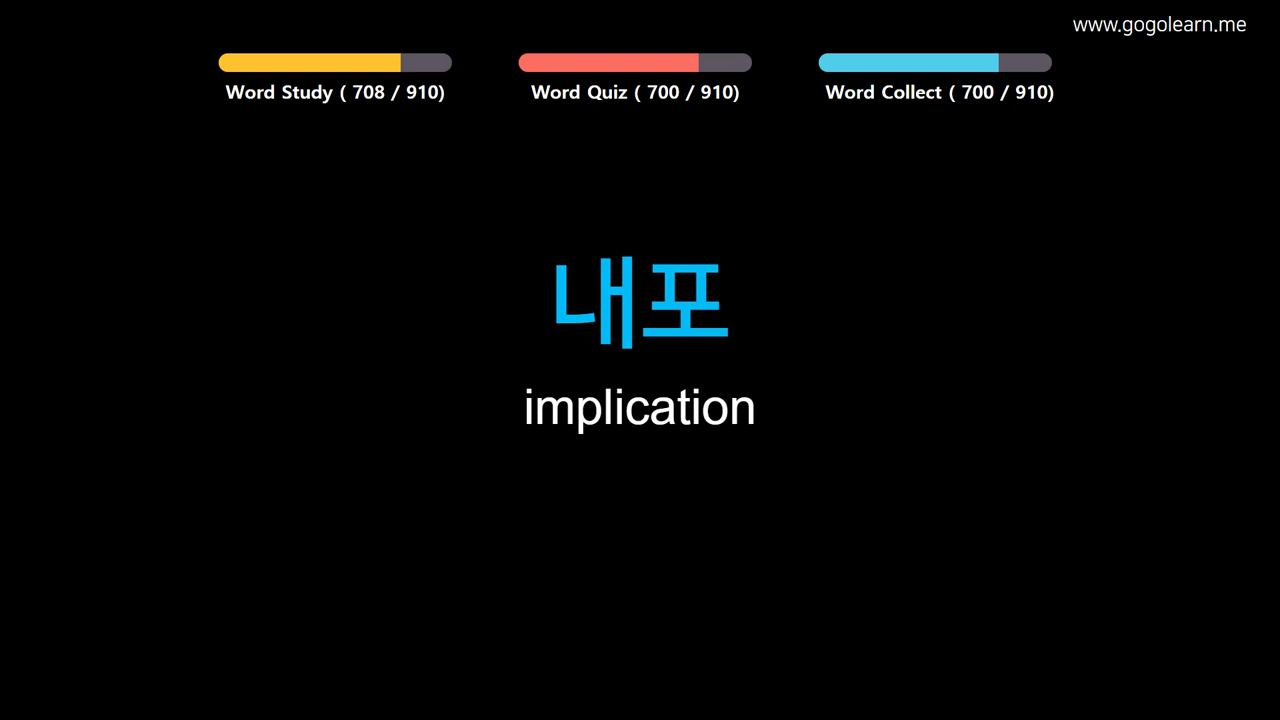 www.gogolearn.me
Word Study ( 708 / 910)
Word Quiz ( 700 / 910)
Word Collect ( 700 / 910)
내포
implication